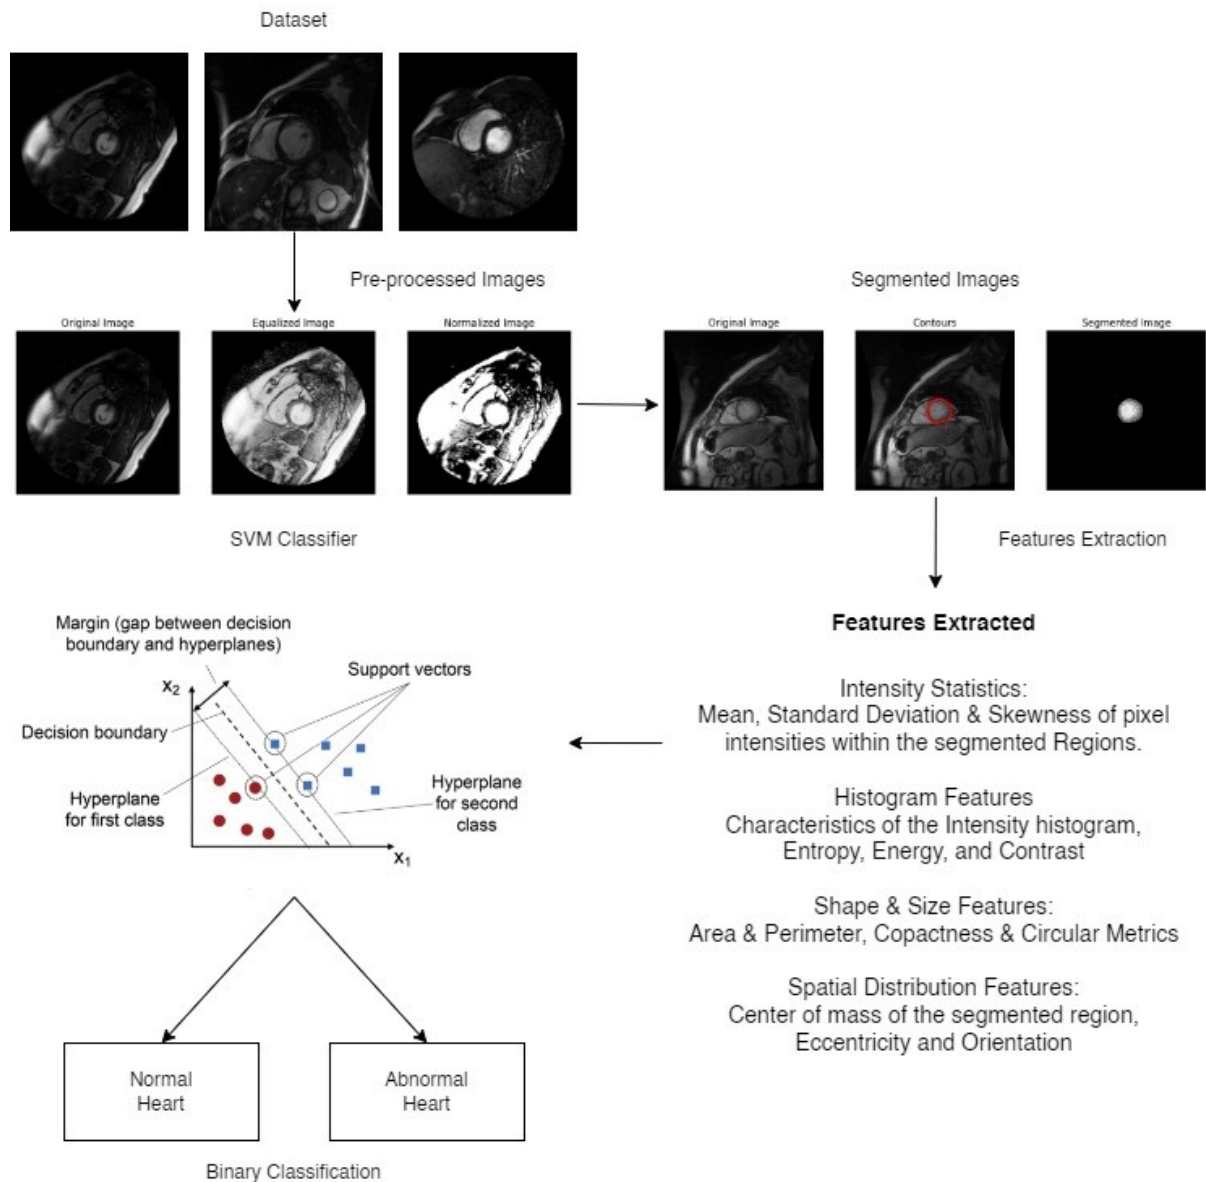 Dataset
Pre-processed Images
Segmented Images
Original Image
Equalized Image
Normalized Image
Original Image
Contours
Segmented Image
SVM Classifier
Features Extraction
Margin (gap between decision
boundary and hyperplanes)
Support vectors
X2
Decision boundary
Hyperplane
for first class
Hyperplane
for second
class
X1
Features Extracted
Intensity Statistics:
Mean, Standard Deviation & Skewness of pixel
intensities within the segmented Regions.
Histogram Features
Characteristics of the Intensity histogram,
Entropy, Energy, and Contrast
Shape & Size Features:
Area & Perimeter, Copactness & Circular Metrics
Spatial Distribution Features:
Center of mass of the segmented region,
Eccentricity and Orientation
Normal
Heart
Abnormal
Heart
Binary Classification